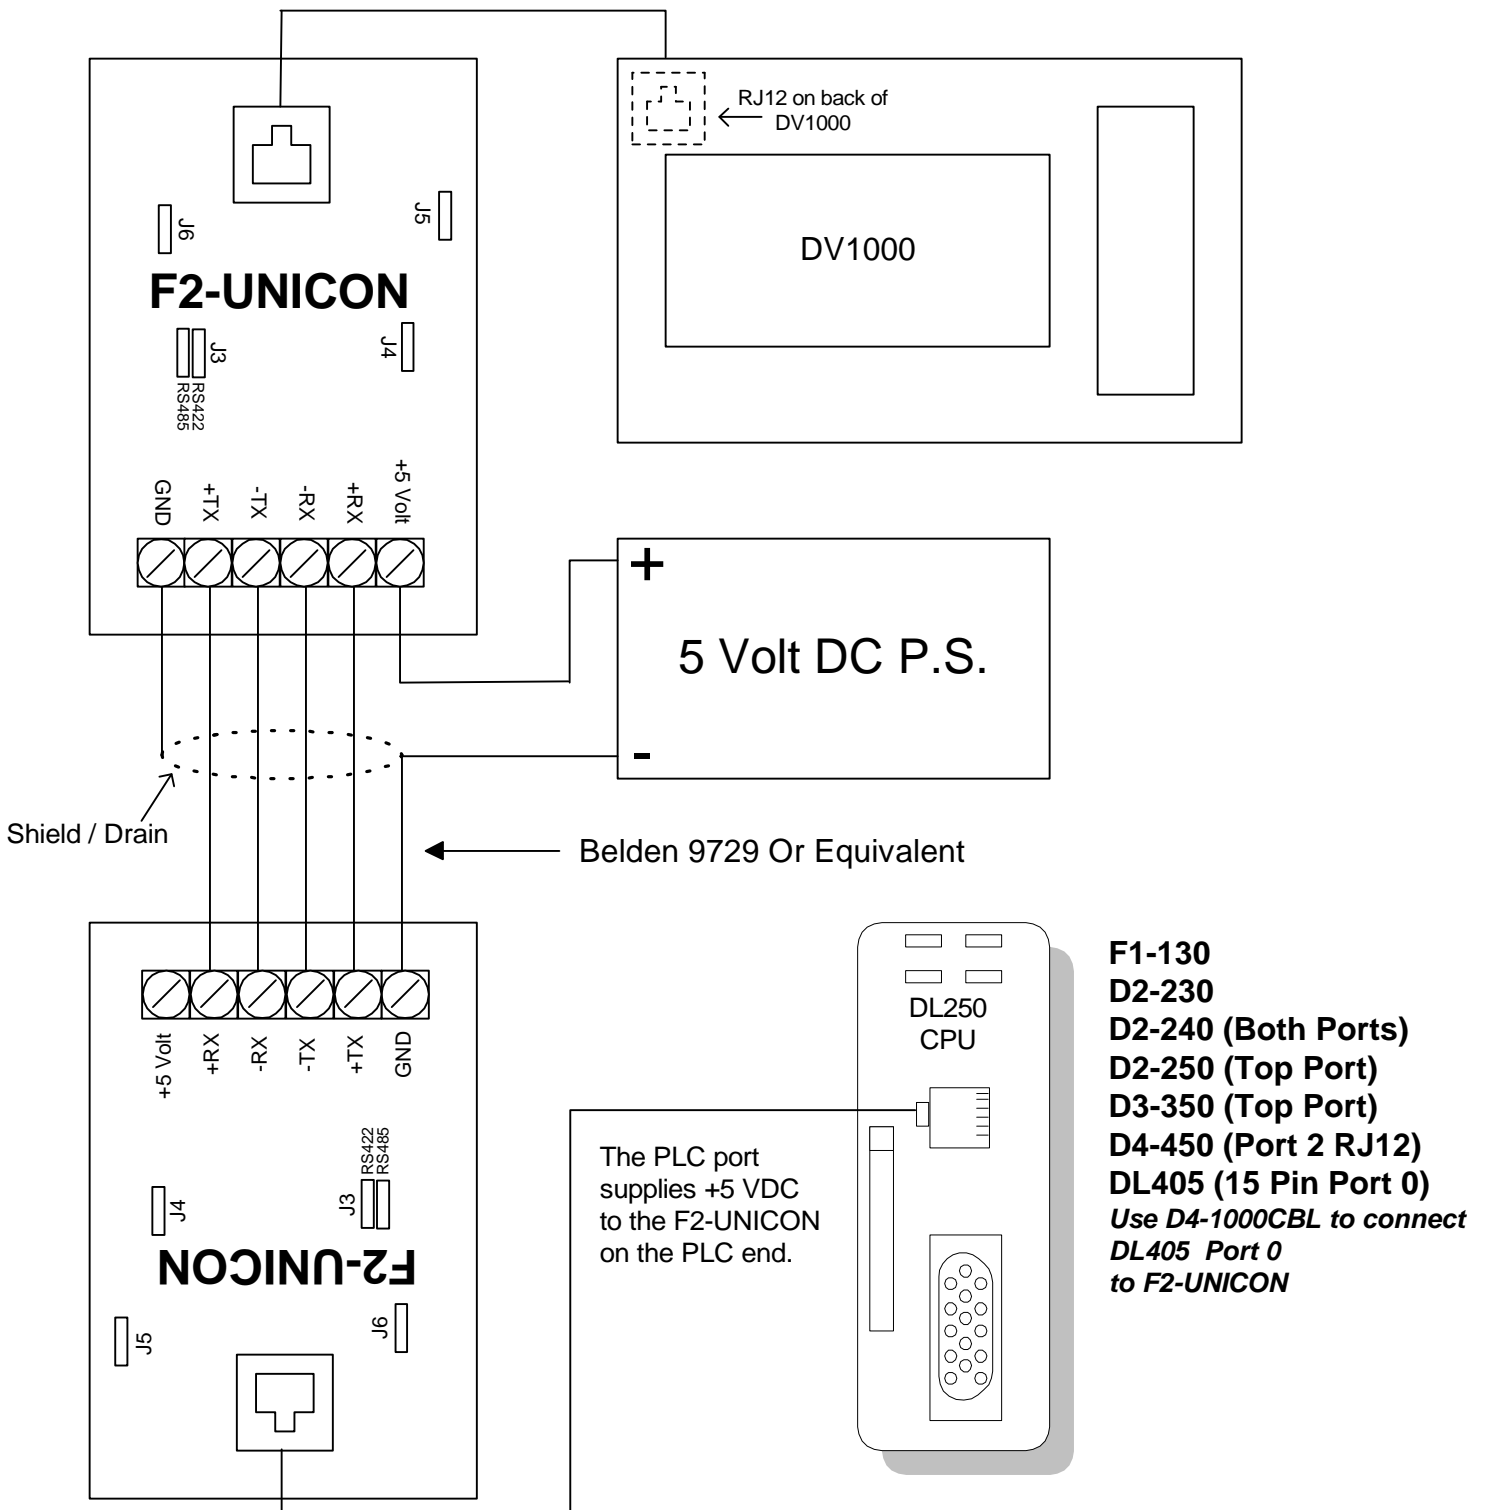 RJ12 on back of
DV1000
J6
J5
F2-UNICON
DV1000
J3
J4
RS485
RS422
GND
+TX
-TX
-RX
+RX
+5 Volt
+
5 Volt DC P.S.
-
Shield / Drain
Belden 9729 Or Equivalent
+5 Volt
+RX
-RX
-TX
+TX
GND
RS422
RS485
J4
J3
F2-UNICON
J5
J6
DL250
CPU
The PLC port
supplies +5 VDC
to the F2-UNICON
on the PLC end.
F1-130
D2-230
D2-240 (Both Ports)
D2-250 (Top Port)
D3-350 (Top Port)
D4-450 (Port 2 RJ12)
DL405 (15 Pin Port 0)
Use D4-1000CBL to connect
DL405 Port 0
to F2-UNICON